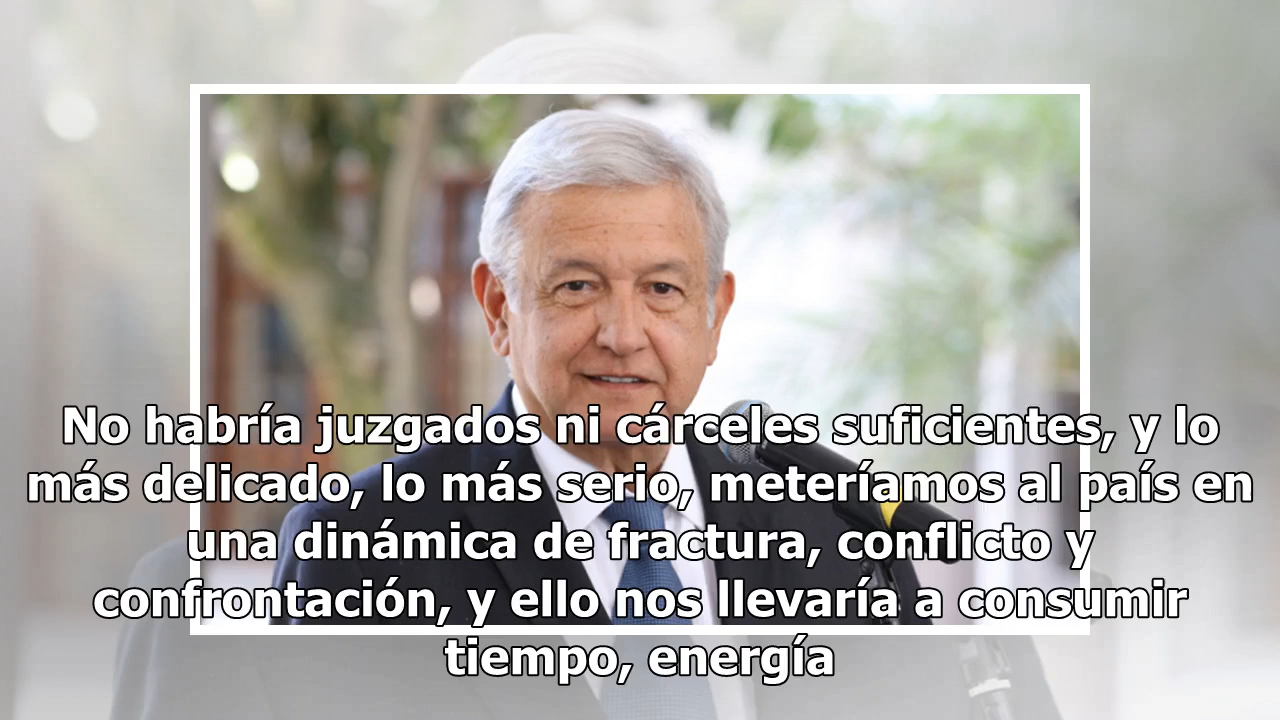 No habría juzgados ni cárceles suficientes, y lo
más delicado, lo más serio, meteríamos al país en
una dinámica de fractura, conflicto y
confrontación, y ello nos llevaría a consumir
tiempo, energía